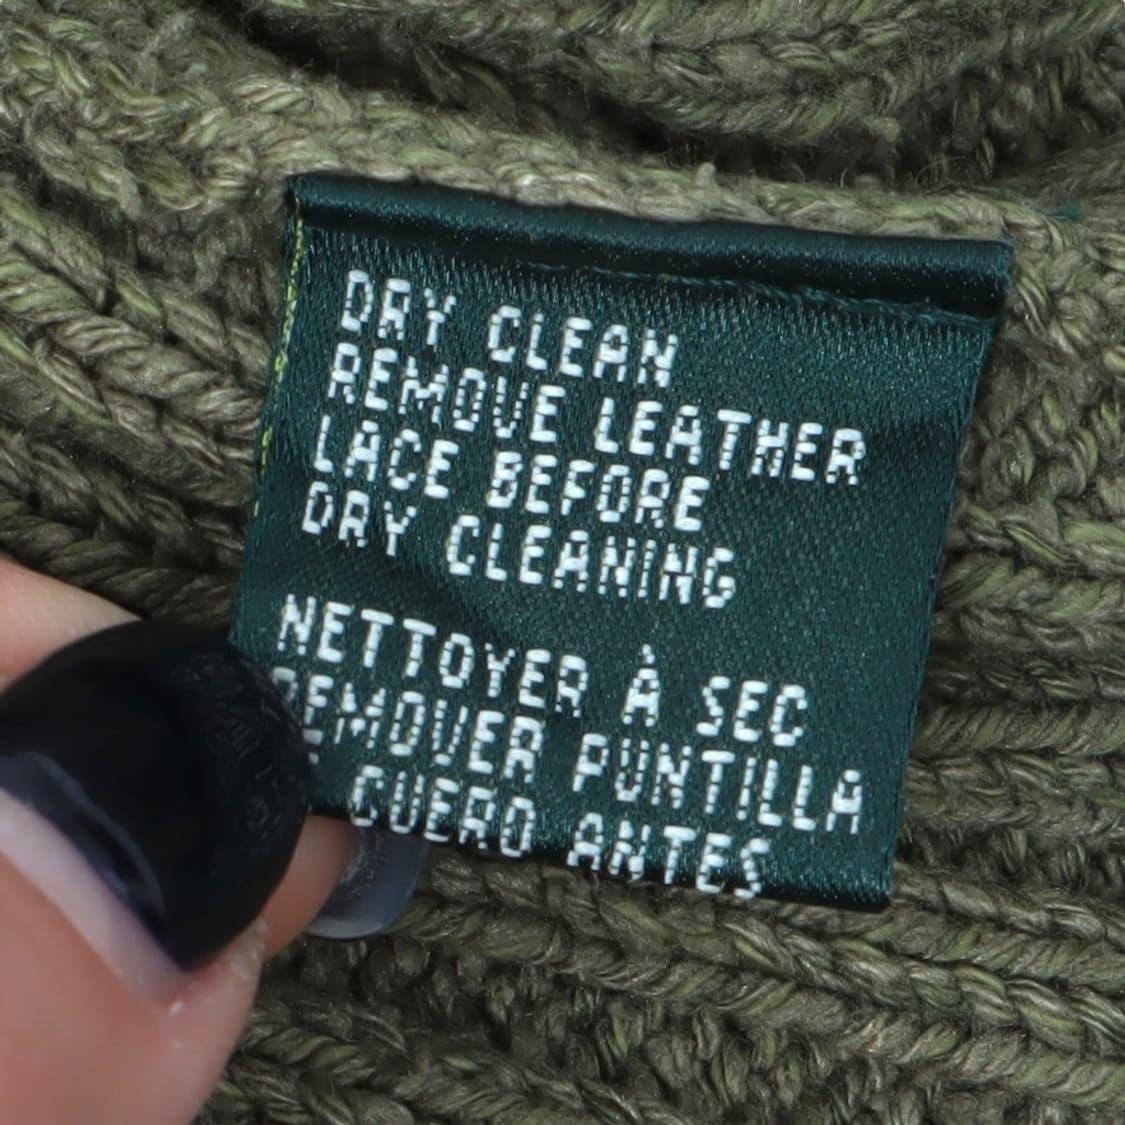 DRY CLEAN
REMOVE LEATHER
LACE BEFORE
DRY CLEANING
NETTOYER À SEC
REMOVER PUNTILLA
CUERO ANTES